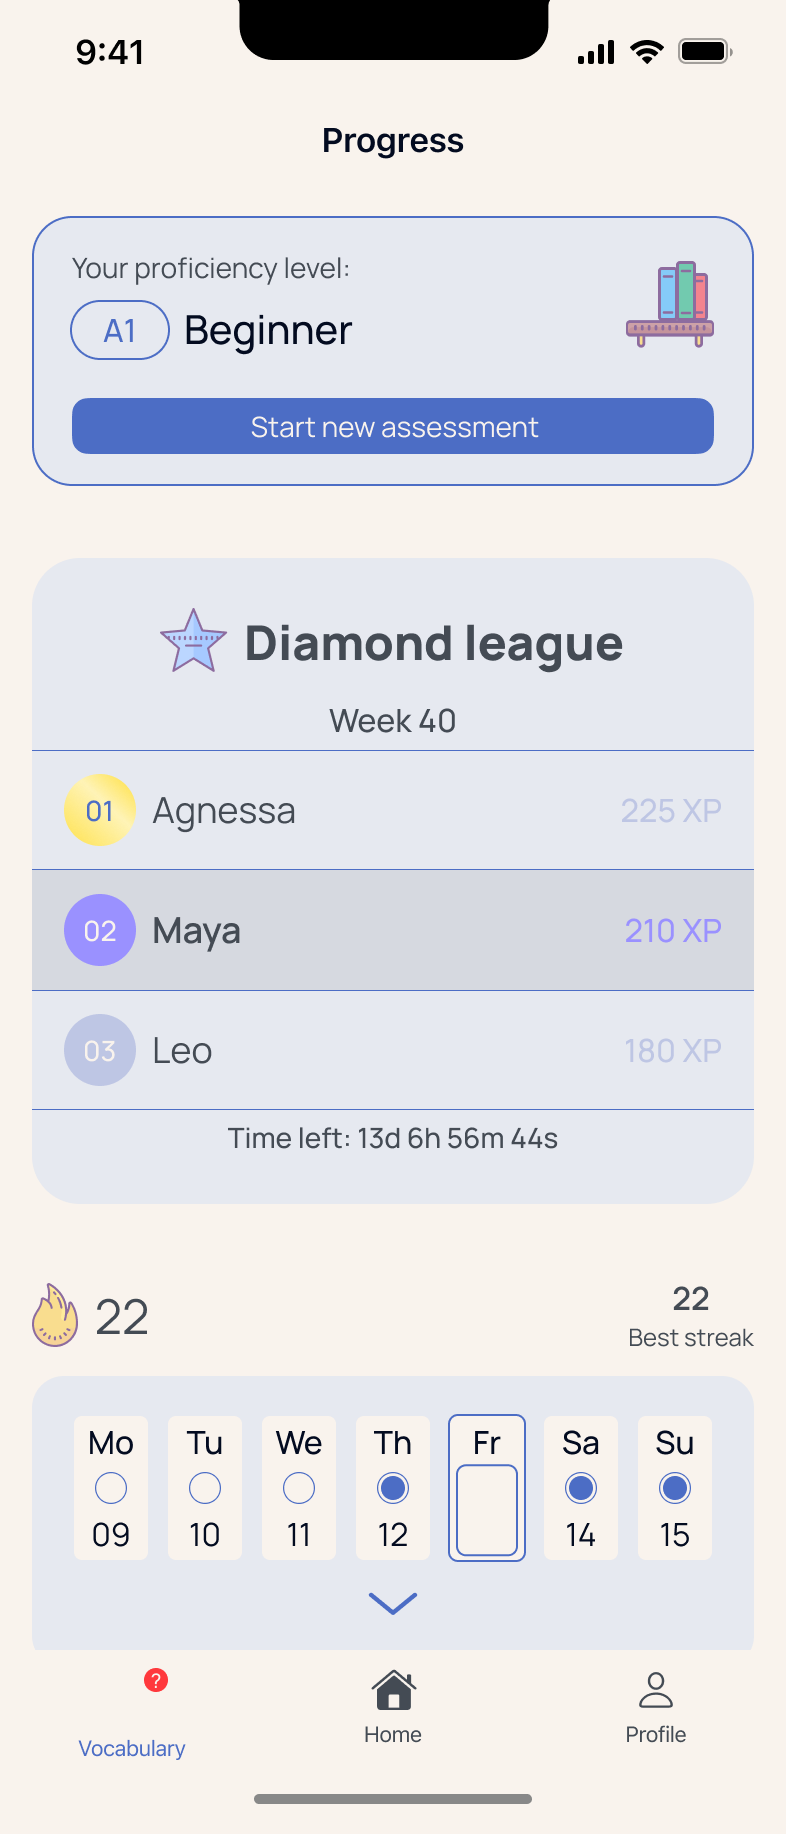 9:41
Progress
Your proficiency level:
A1 Beginner
Start new assessment
Diamond league
Week 40
01 Agnessa 225 XP
02 Maya 210 XP
03 Leo 180 XP
Time left: 13d 6h 56m 44s
22
22
Best streak
Mo Tu We Th Fr Sa Su
09 10 11 12 14 15
?
Vocabulary Home Profile